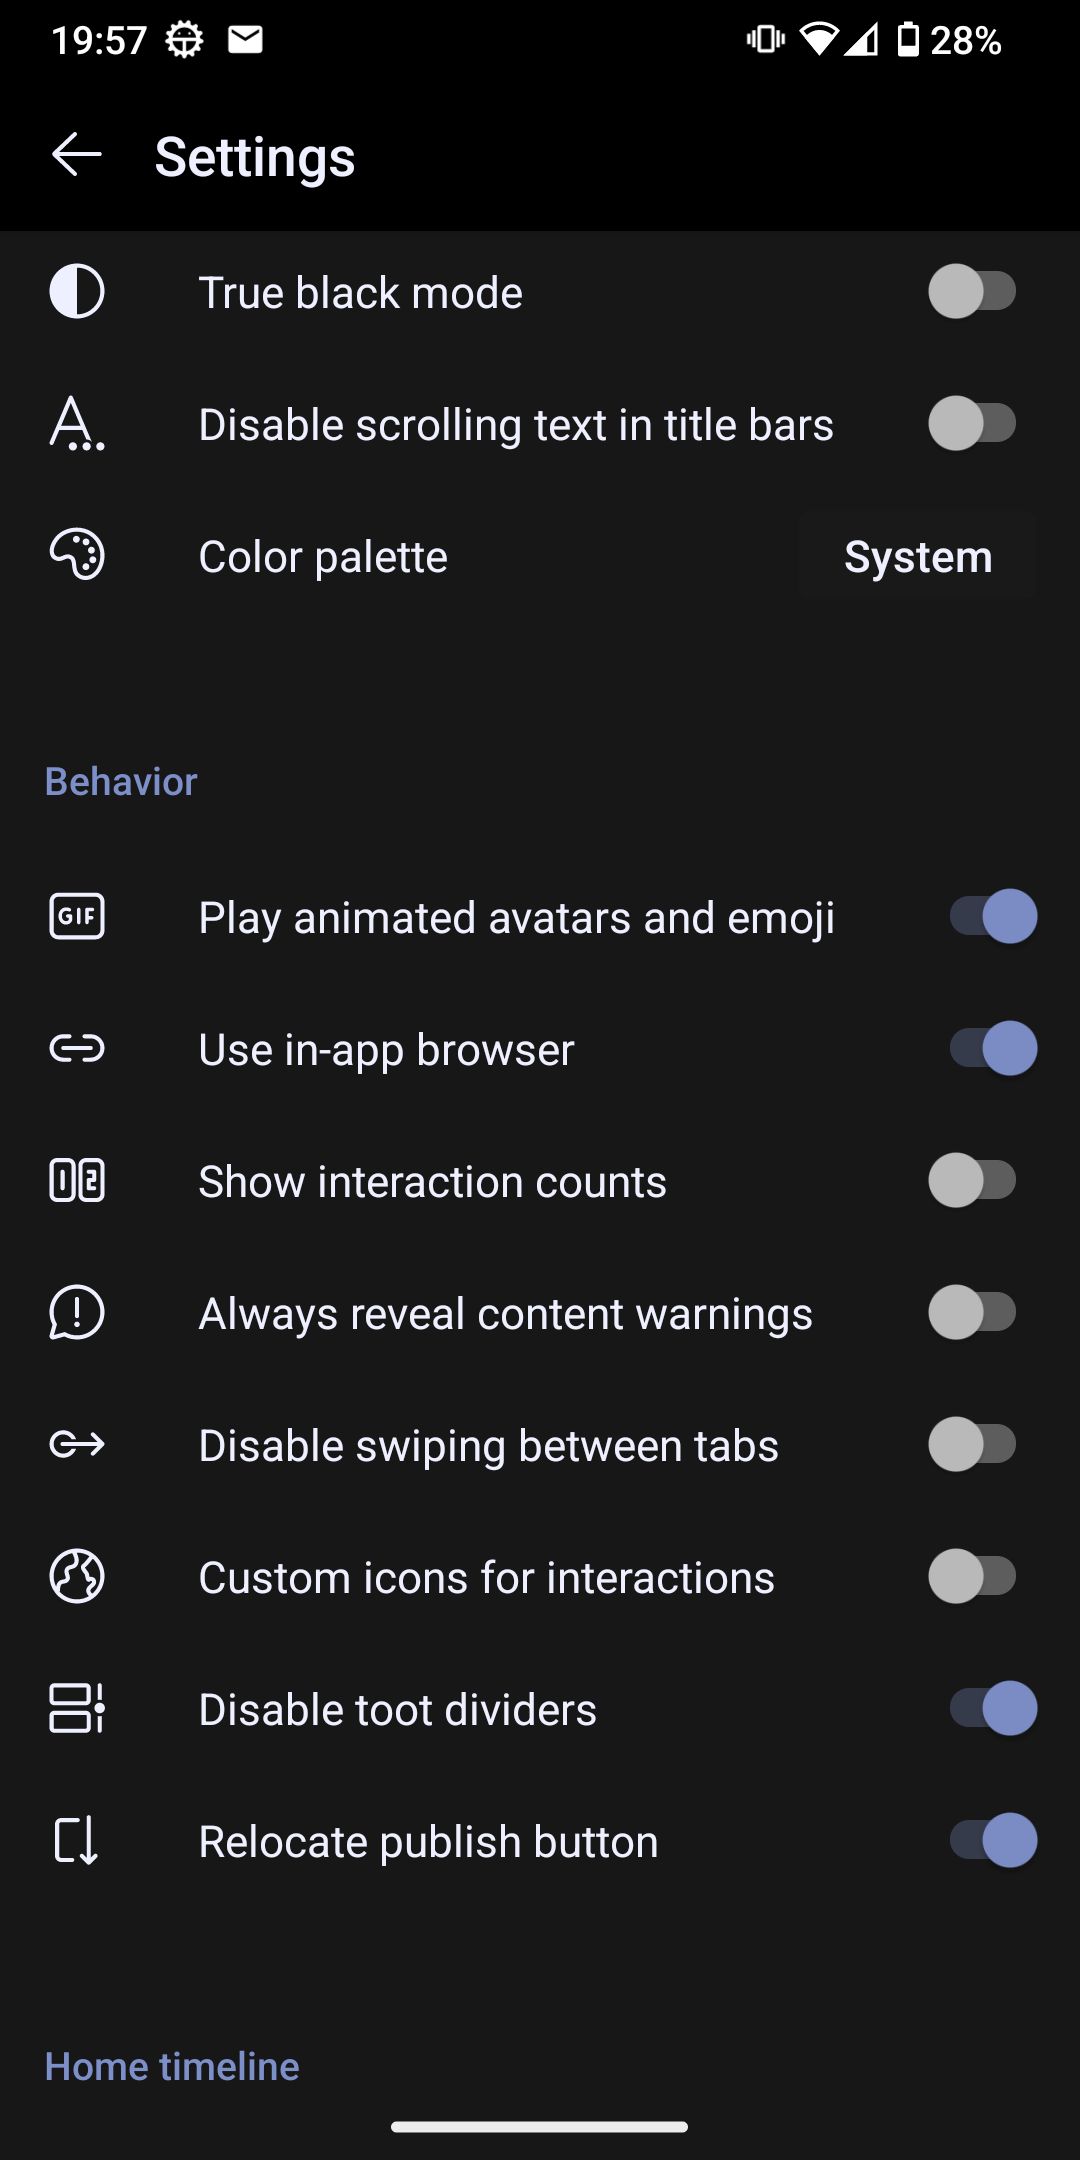 19:57
28%
Settings
True black mode
Disable scrolling text in title bars
Color palette
System
Behavior
GIF
Play animated avatars and emoji
Use in-app browser
12
Show interaction counts
Always reveal content warnings
Disable swiping between tabs
Custom icons for interactions
Disable toot dividers
Relocate publish button
Home timeline